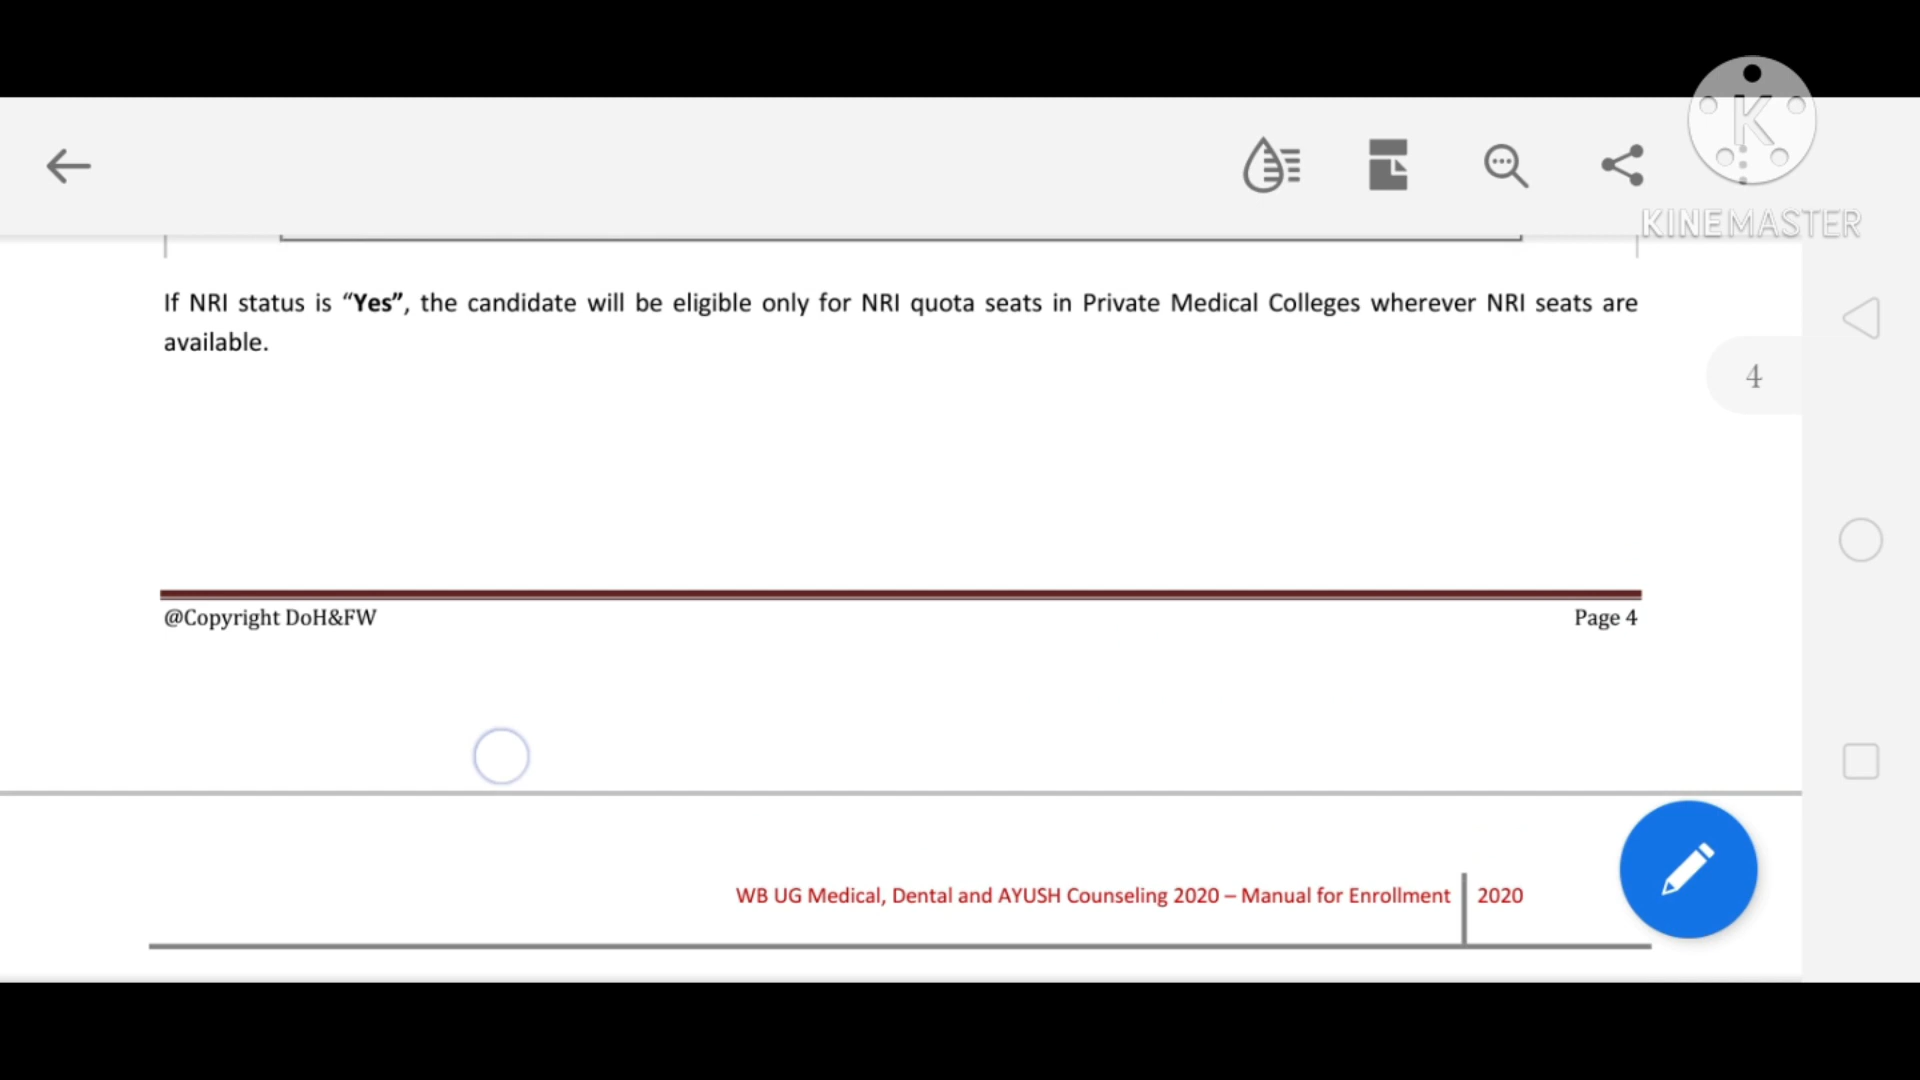 K
KINEMASTER
If NRI status is “Yes”, the candidate will be eligible only for NRI quota seats in Private Medical Colleges wherever NRI seats are
available.
4
@Copyright DoH&FW Page 4
WB UG Medical, Dental and AYUSH Counseling 2020 – Manual for Enrollment 2020